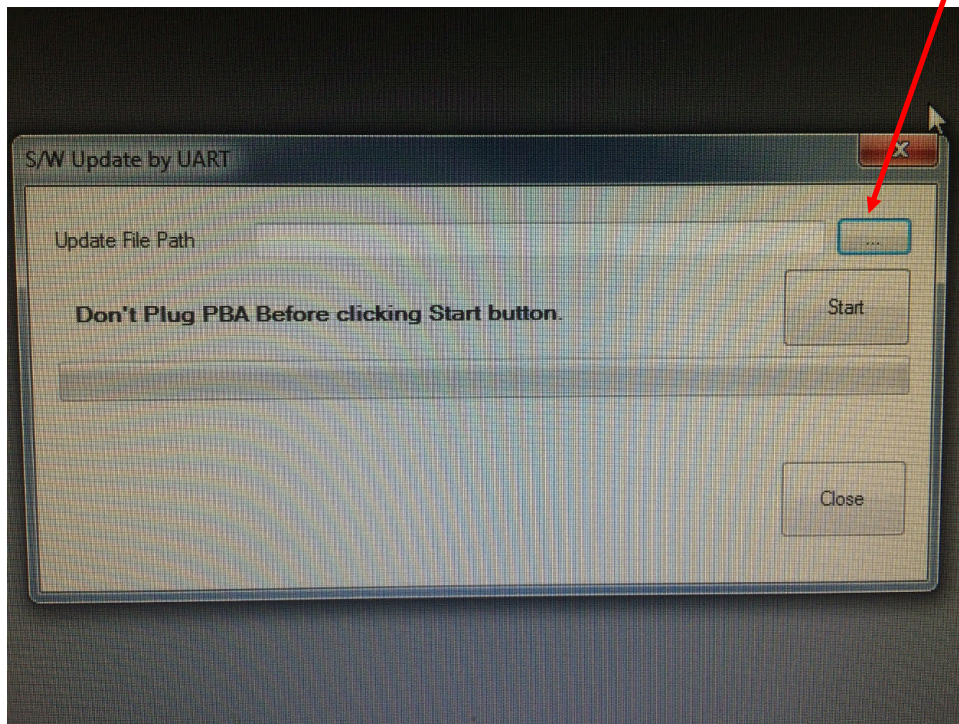 S/W Update by UART
X
Update File Path
...
Don't Plug PBA Before clicking Start button.
Start
Close